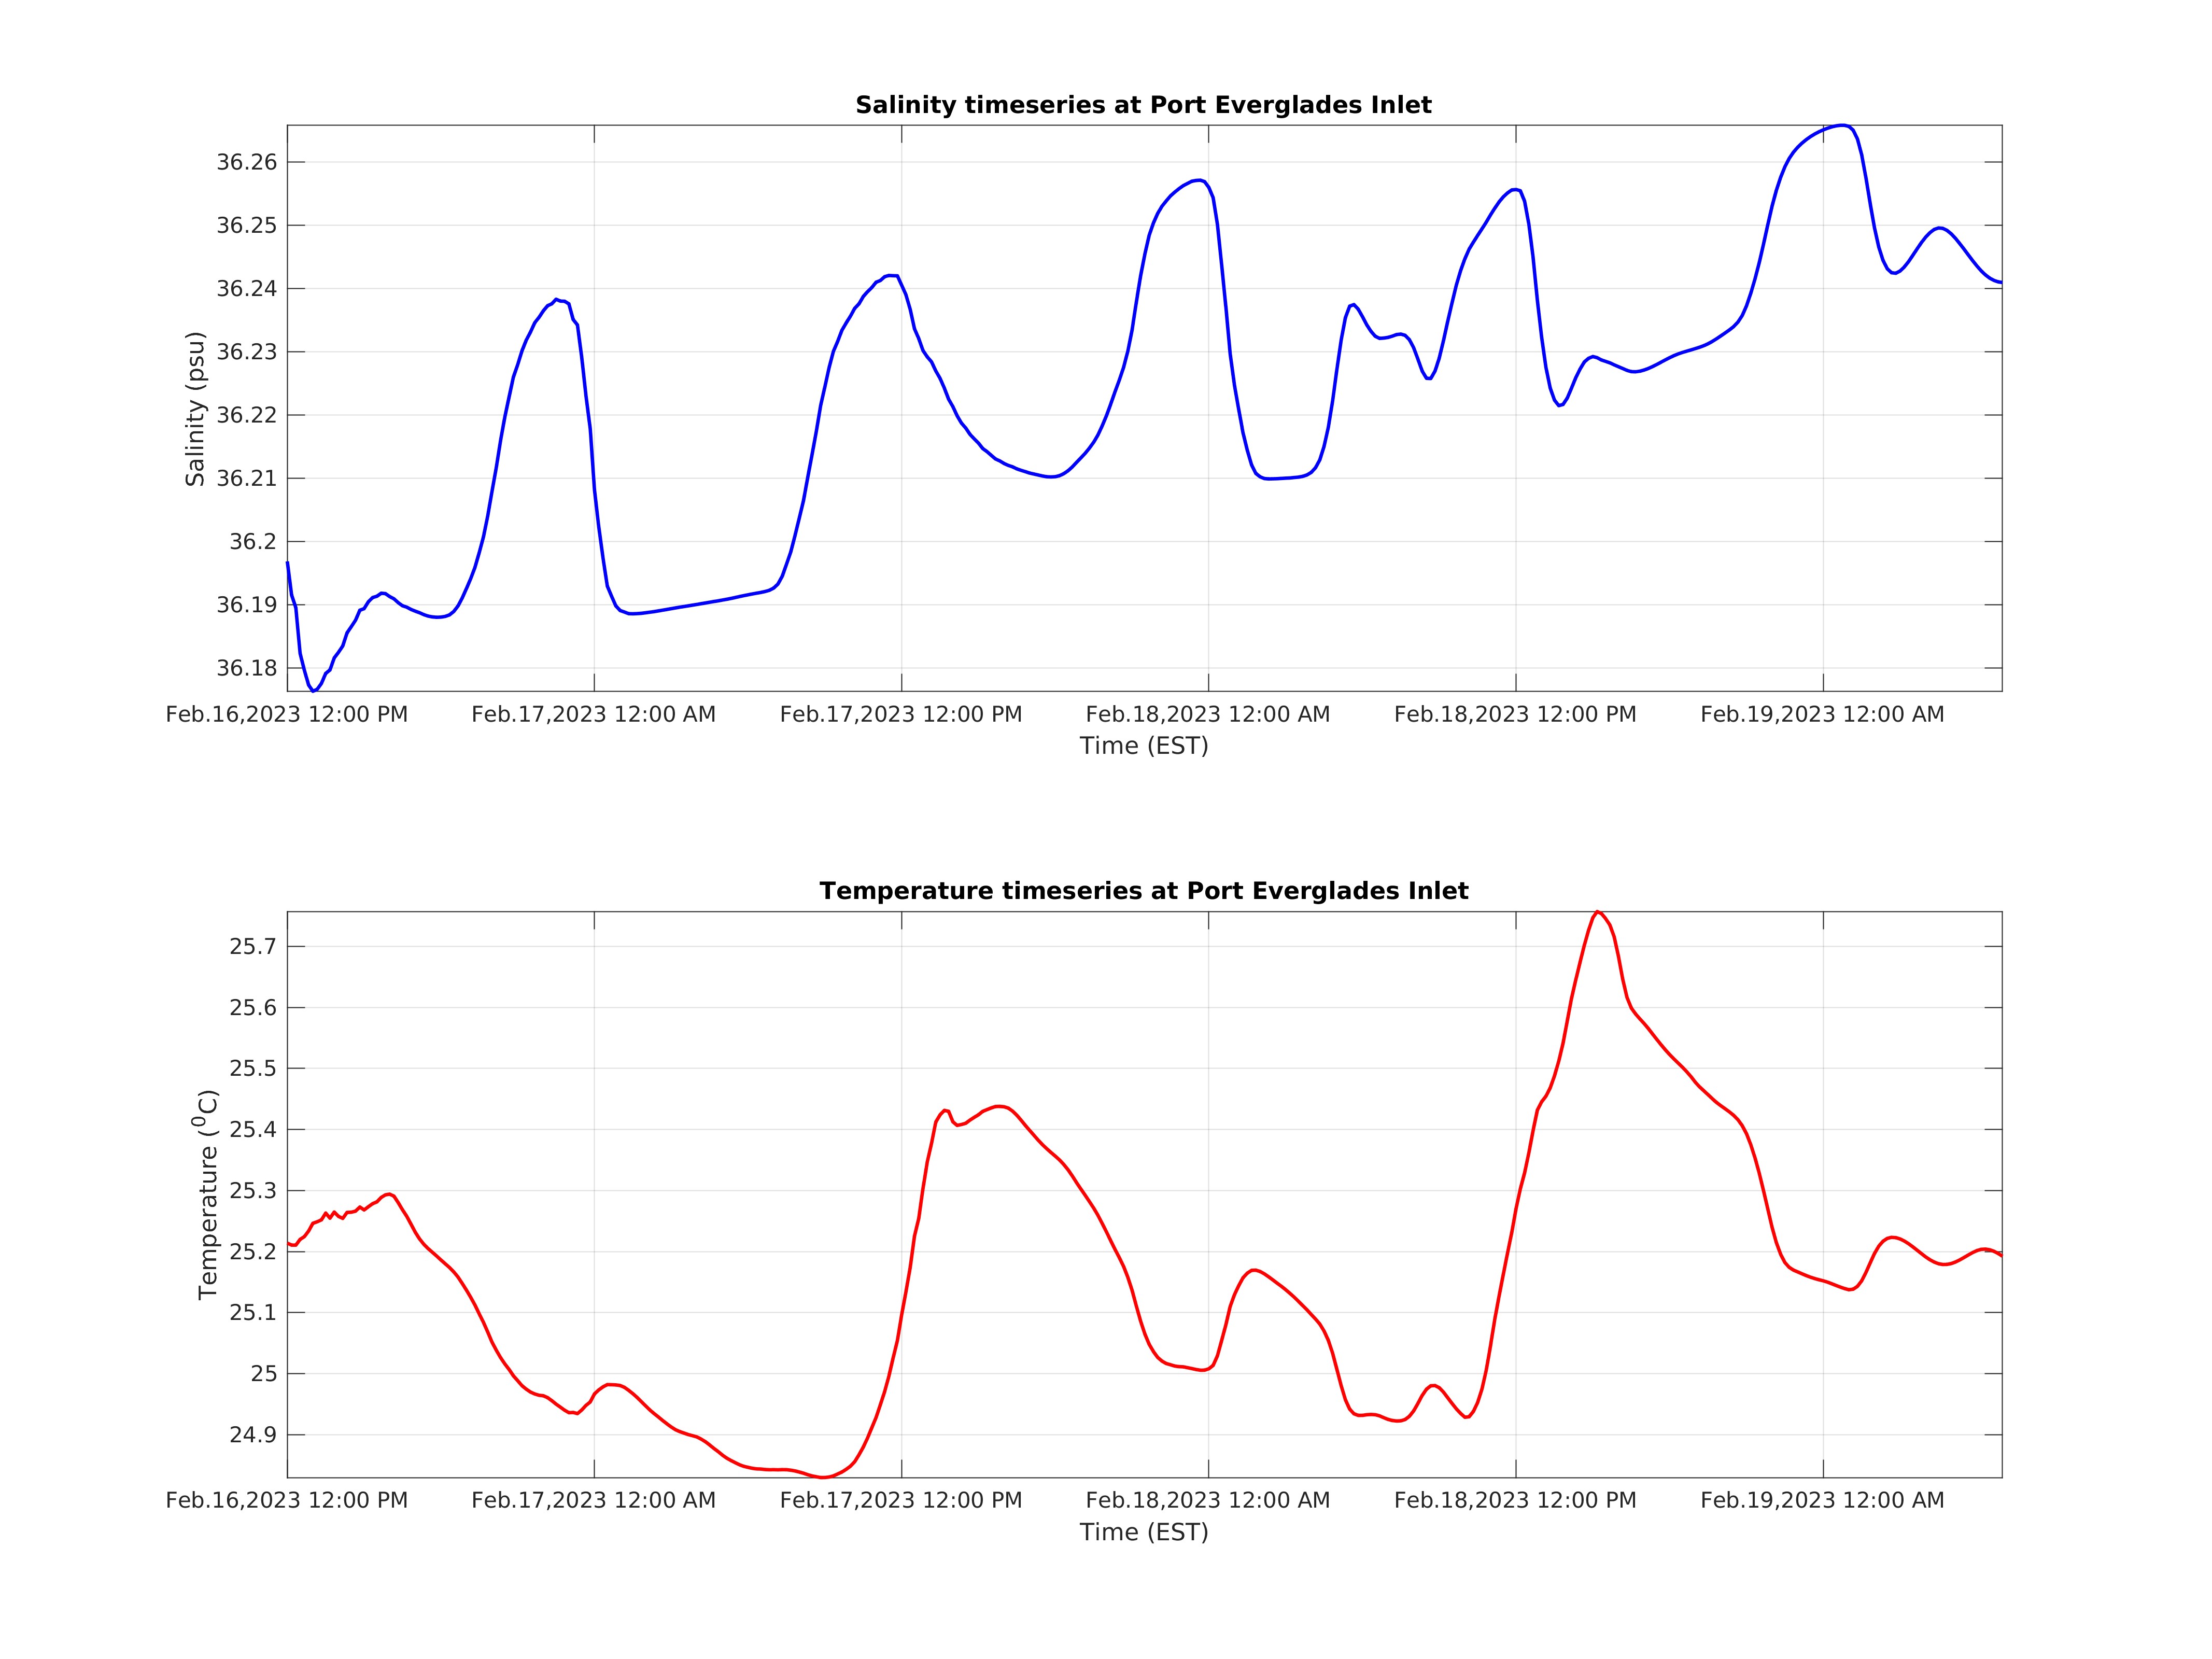 Salinity timeseries at Port Everglades Inlet
36.26
36.25
36.24
36.23
36.22
36.21
36.2
36.19
36.18
Salinity (psu)
Feb.16,2023 12:00 PM Feb.17,2023 12:00 AM Feb.17,2023 12:00 PM Feb.18,2023 12:00 AM Feb.18,2023 12:00 PM Feb.19,2023 12:00 AM
Time (EST)
Temperature timeseries at Port Everglades Inlet
25.7
25.6
25.5
25.4
25.3
25.2
25.1
25
24.9
Temperature (⁰C)
Feb.16,2023 12:00 PM Feb.17,2023 12:00 AM Feb.17,2023 12:00 PM Feb.18,2023 12:00 AM Feb.18,2023 12:00 PM Feb.19,2023 12:00 AM
Time (EST)